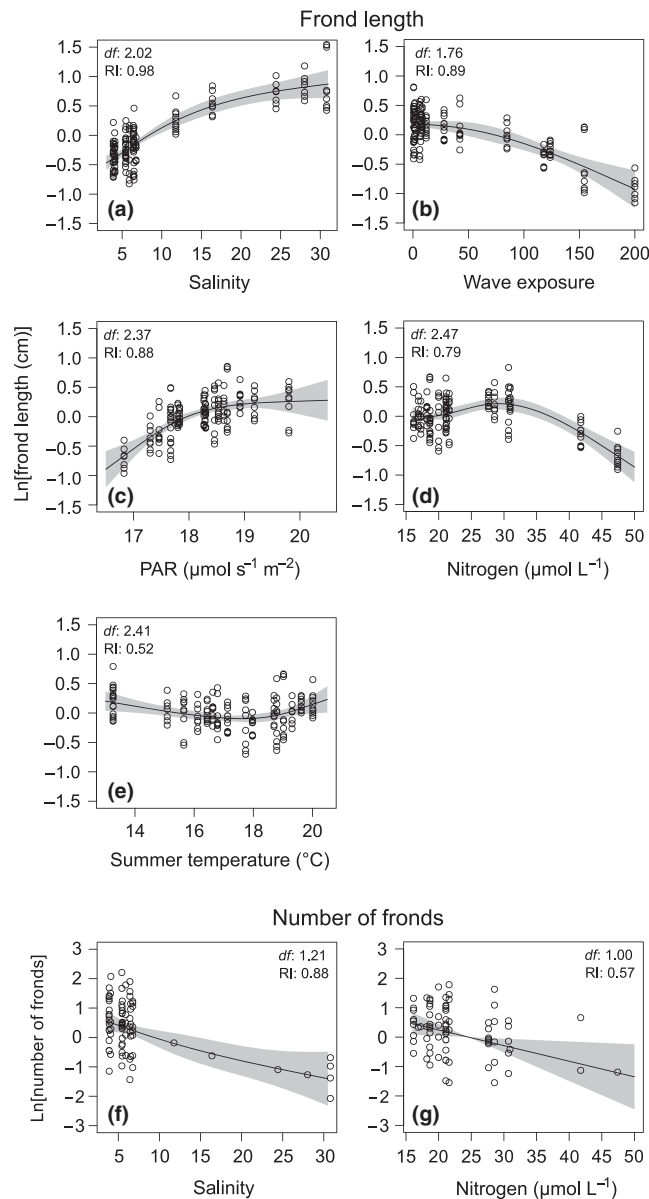 Frond length
df: 2.02
RI: 0.98
1.5
1.0
0.5
0.0
−0.5
−1.0
−1.5
(a)
5 10 15 20 25 30
Salinity
df: 1.76
RI: 0.89
1.5
1.0
0.5
0.0
−0.5
−1.0
−1.5
(b)
0 50 100 150 200
Wave exposure
Ln[frond length (cm)]
df: 2.37
RI: 0.88
1.5
1.0
0.5
0.0
−0.5
−1.0
−1.5
(c)
17 18 19 20
PAR (µmol s−1 m−2)
df: 2.47
RI: 0.79
1.5
1.0
0.5
0.0
−0.5
−1.0
−1.5
(d)
15 20 25 30 35 40 45 50
Nitrogen (µmol L−1)
df: 2.41
RI: 0.52
1.5
1.0
0.5
0.0
−0.5
−1.0
−1.5
(e)
14 16 18 20
Summer temperature (°C)
Number of fronds
Ln[number of fronds]
df: 1.21
RI: 0.88
3
2
1
0
−1
−2
−3
(f)
5 10 15 20 25 30
Salinity
df: 1.00
RI: 0.57
3
2
1
0
−1
−2
−3
(g)
15 20 25 30 35 40 45 50
Nitrogen (µmol L−1)